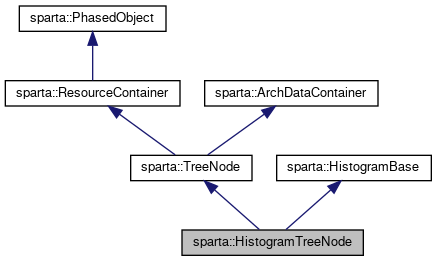 sparta::PhasedObject
sparta::ResourceContainer
sparta::ArchDataContainer
sparta::TreeNode
sparta::HistogramBase
sparta::HistogramTreeNode